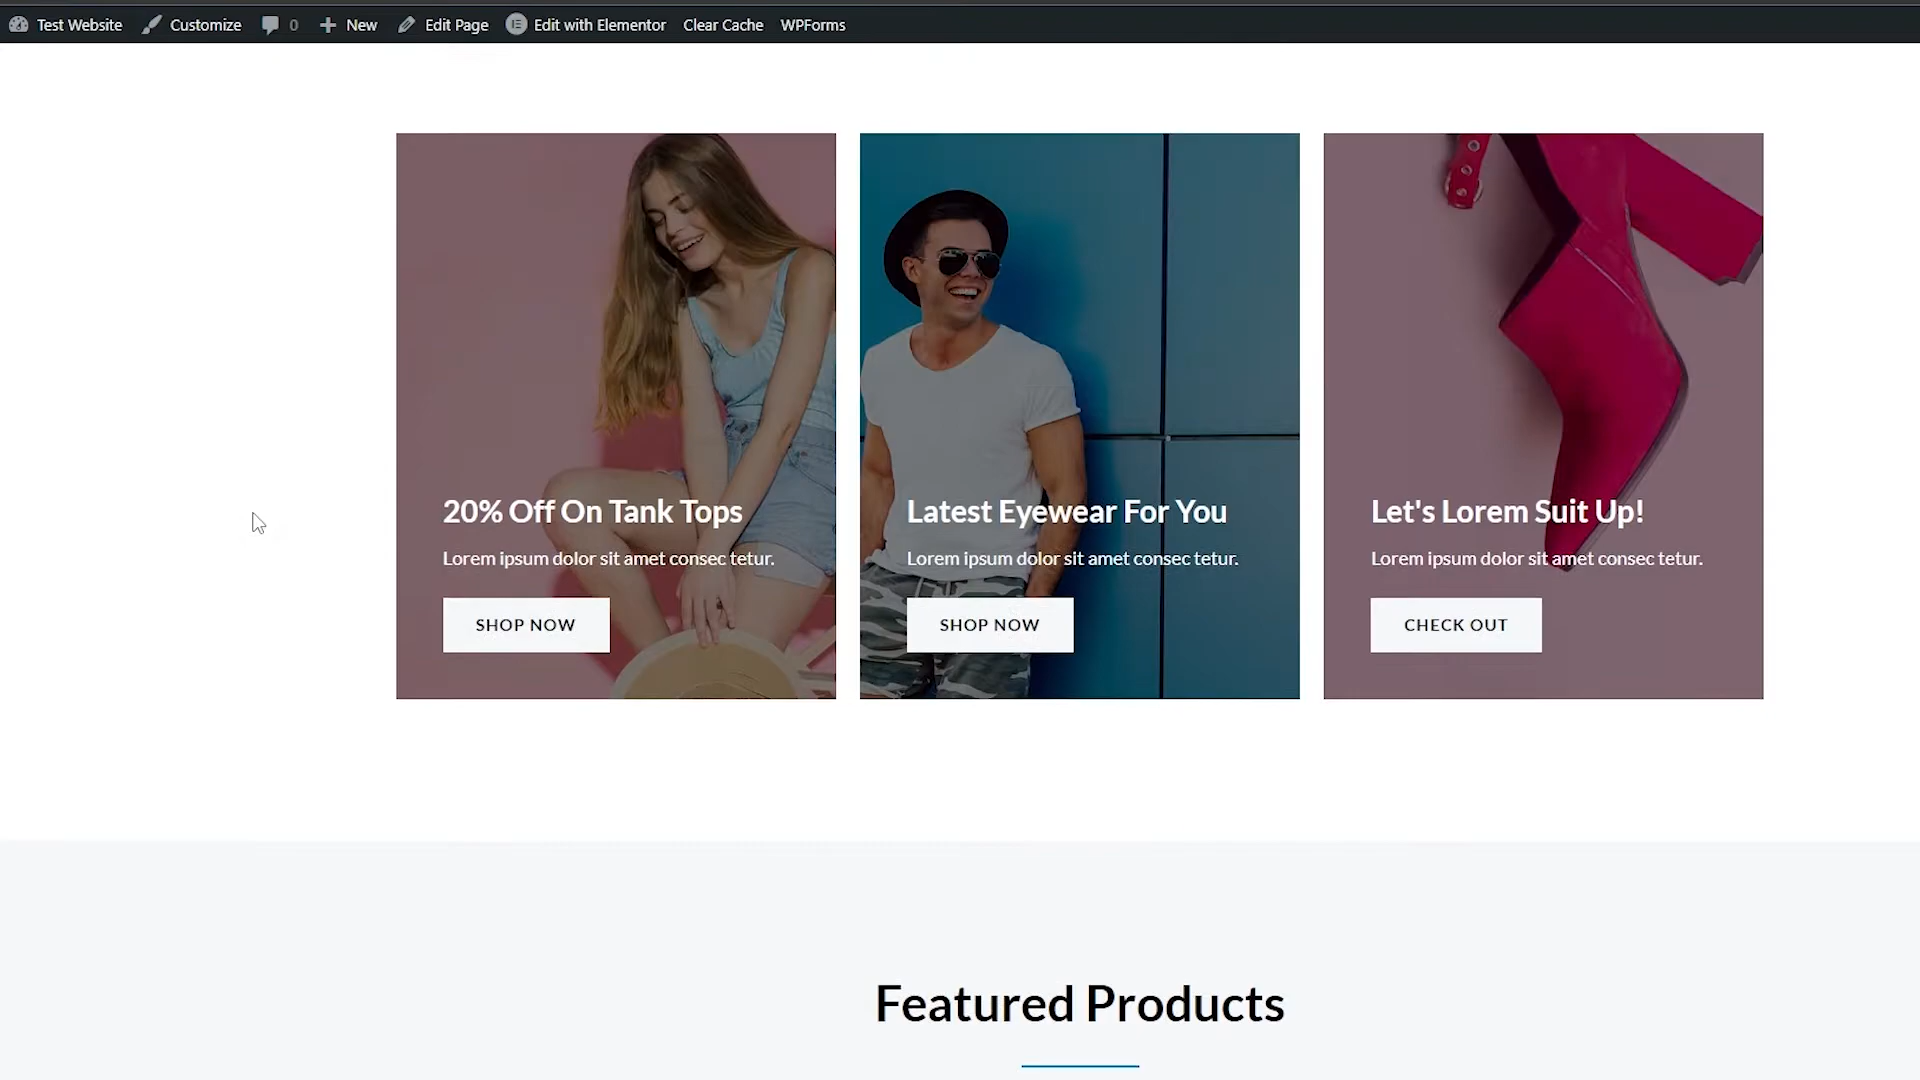 Test Website Customize 0 New Edit Page Edit with Elementor Clear Cache WPForms
20% Off On Tank Tops
Lorem ipsum dolor sit amet consec tetur.
SHOP NOW
Latest Eyewear For You
Lorem ipsum dolor sit amet consec tetur.
SHOP NOW
Let's Lorem Suit Up!
Lorem ipsum dolor sit amet consec tetur.
CHECK OUT
Featured Products